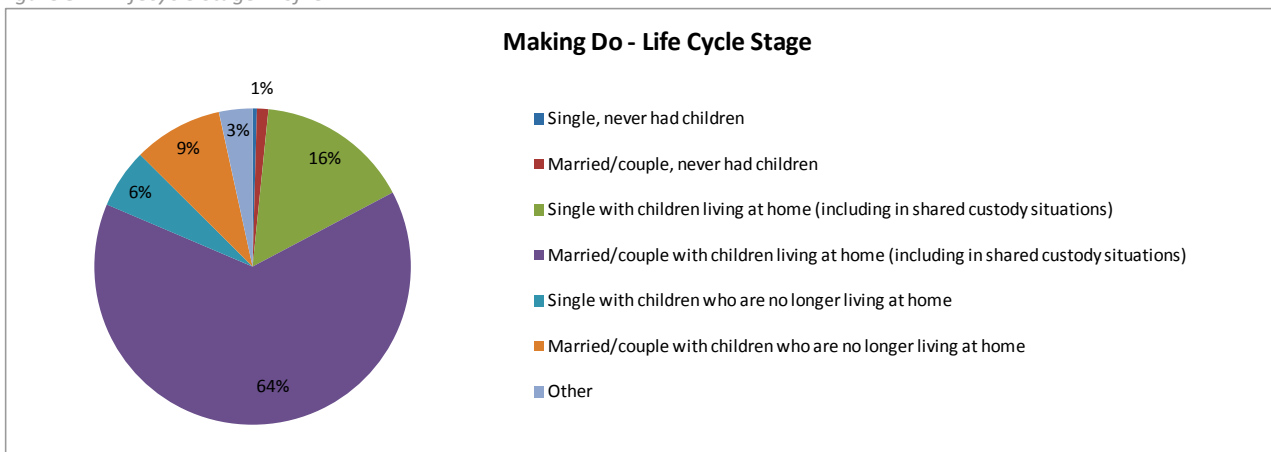 Making Do - Life Cycle Stage
1%
3%
16%
9%
6%
64%
Single, never had children
Married/couple, never had children
Single with children living at home (including in shared custody situations)
Married/couple with children living at home (including in shared custody situations)
Single with children who are no longer living at home
Married/couple with children who are no longer living at home
Other